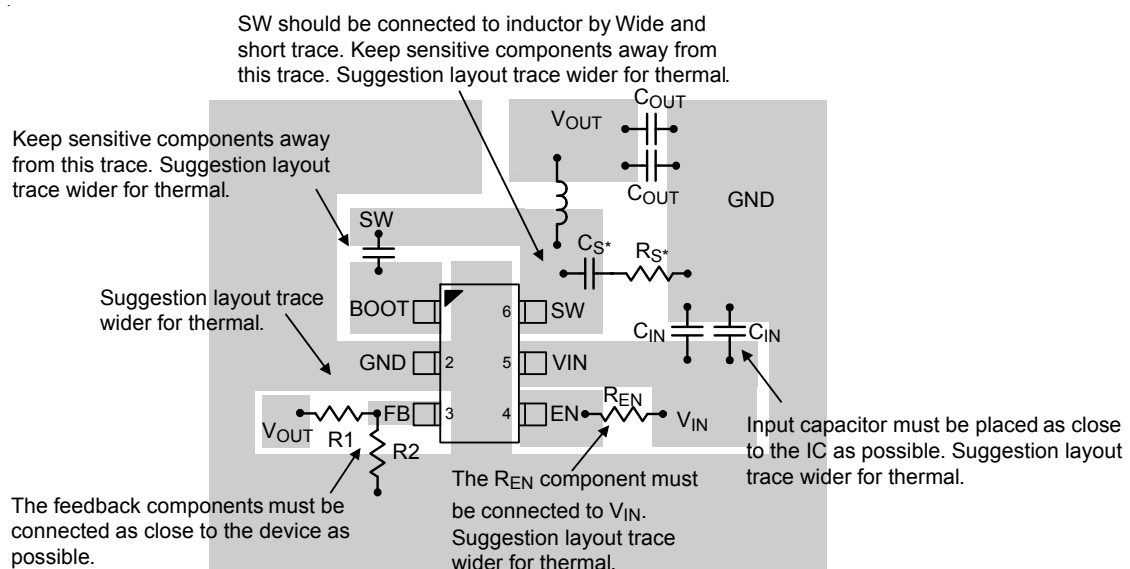 SW should be connected to inductor by Wide and
short trace. Keep sensitive components away from
this trace. Suggestion layout trace wider for thermal.
COUT
VOUT
Keep sensitive components away
from this trace. Suggestion layout
trace wider for thermal.
COUT
GND
SW
CS*
RS*
Suggestion layout trace
wider for thermal.
BOOT
6
SW
CIN
CIN
GND
2
5
VIN
REN
FB
3
4
EN
VIN
VOUT
R1
R2
Input capacitor must be placed as close
to the IC as possible. Suggestion layout
trace wider for thermal.
The REN component must
be connected to VIN.
Suggestion layout trace
wider for thermal.
The feedback components must be
connected as close to the device as
possible.